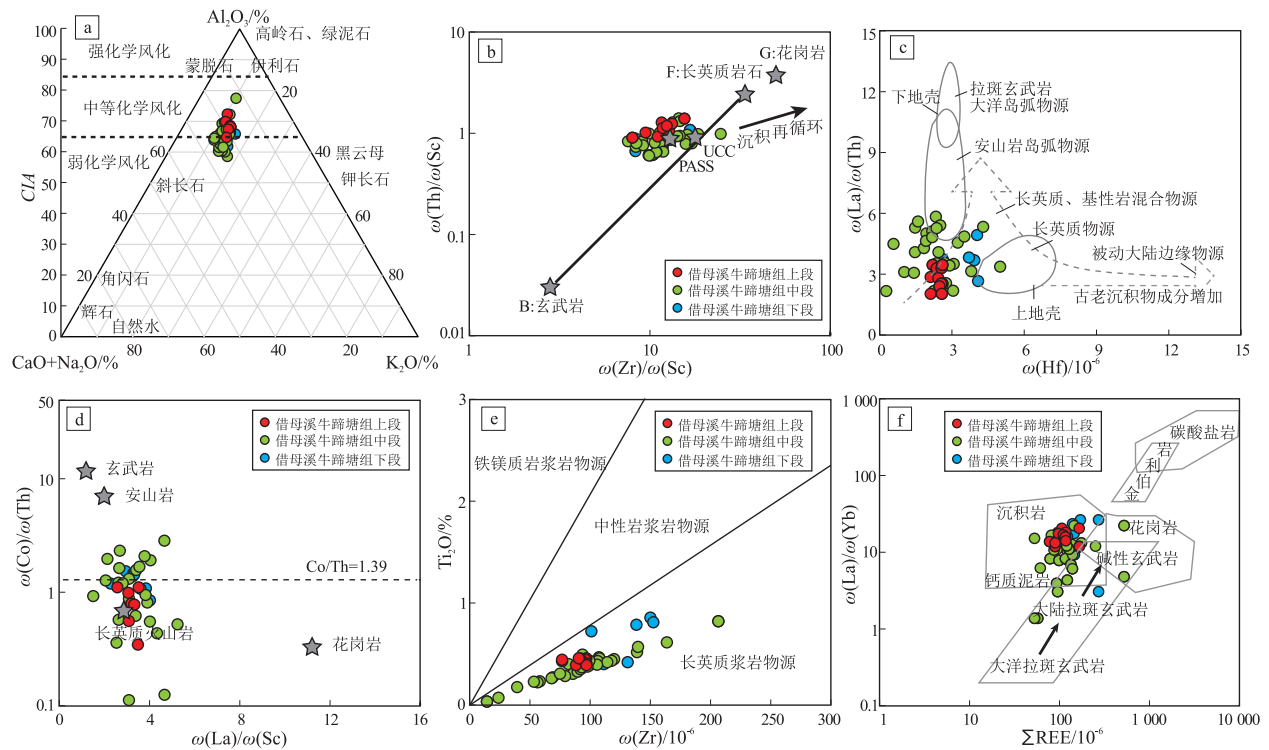 a
Al₂O₃/%
高岭石、绿泥石
强化学风化
蒙脱石
伊利石
中等化学风化
弱化学风化
黑云母
斜长石
钾长石
角闪石
辉石
自然水
CIA
100
90
80
70
60
50
40
30
20
10
0
20
40
60
80
60
40
20
80
60
40
20
CaO+Na₂O/%
K₂O/%
b
G:花岗岩
F:长英质岩石
沉积再循环
UCC
PASS
B:玄武岩
借母溪牛蹄塘组上段
借母溪牛蹄塘组中段
借母溪牛蹄塘组下段
ω(Th)/ω(Sc)
10
1
0.1
0.01
1
10
100
ω(Zr)/ω(Sc)
c
下地壳
拉斑玄武岩
大洋岛弧物源
安山岩岛弧物源
长英质、基性岩混合物源
长英质物源
被动大陆边缘物源
古老沉积物成分增加
上地壳
ω(La)/ω(Th)
15
12
9
6
3
0
0
3
6
9
12
15
ω(Hf)/10⁻⁶
d
借母溪牛蹄塘组上段
借母溪牛蹄塘组中段
借母溪牛蹄塘组下段
玄武岩
安山岩
Co/Th=1.39
长英质火山岩
花岗岩
ω(Co)/ω(Th)
50
10
1
0.1
0
4
8
12
16
ω(La)/ω(Sc)
e
借母溪牛蹄塘组上段
借母溪牛蹄塘组中段
借母溪牛蹄塘组下段
铁镁质岩浆岩物源
中性岩浆岩物源
长英质岩浆岩物源
Ti₂O/%
3
2
1
0
0
50
100
150
200
250
300
ω(Zr)/10⁻⁶
f
借母溪牛蹄塘组上段
借母溪牛蹄塘组中段
借母溪牛蹄塘组下段
碳酸盐岩
金伯利岩
沉积岩
花岗岩
碱性玄武岩
钙质泥岩
大陆拉斑玄武岩
大洋拉斑玄武岩
ω(La)/ω(Yb)
1 000
100
10
1
0.1
1
10
100
1 000
10 000
∑REE/10⁻⁶